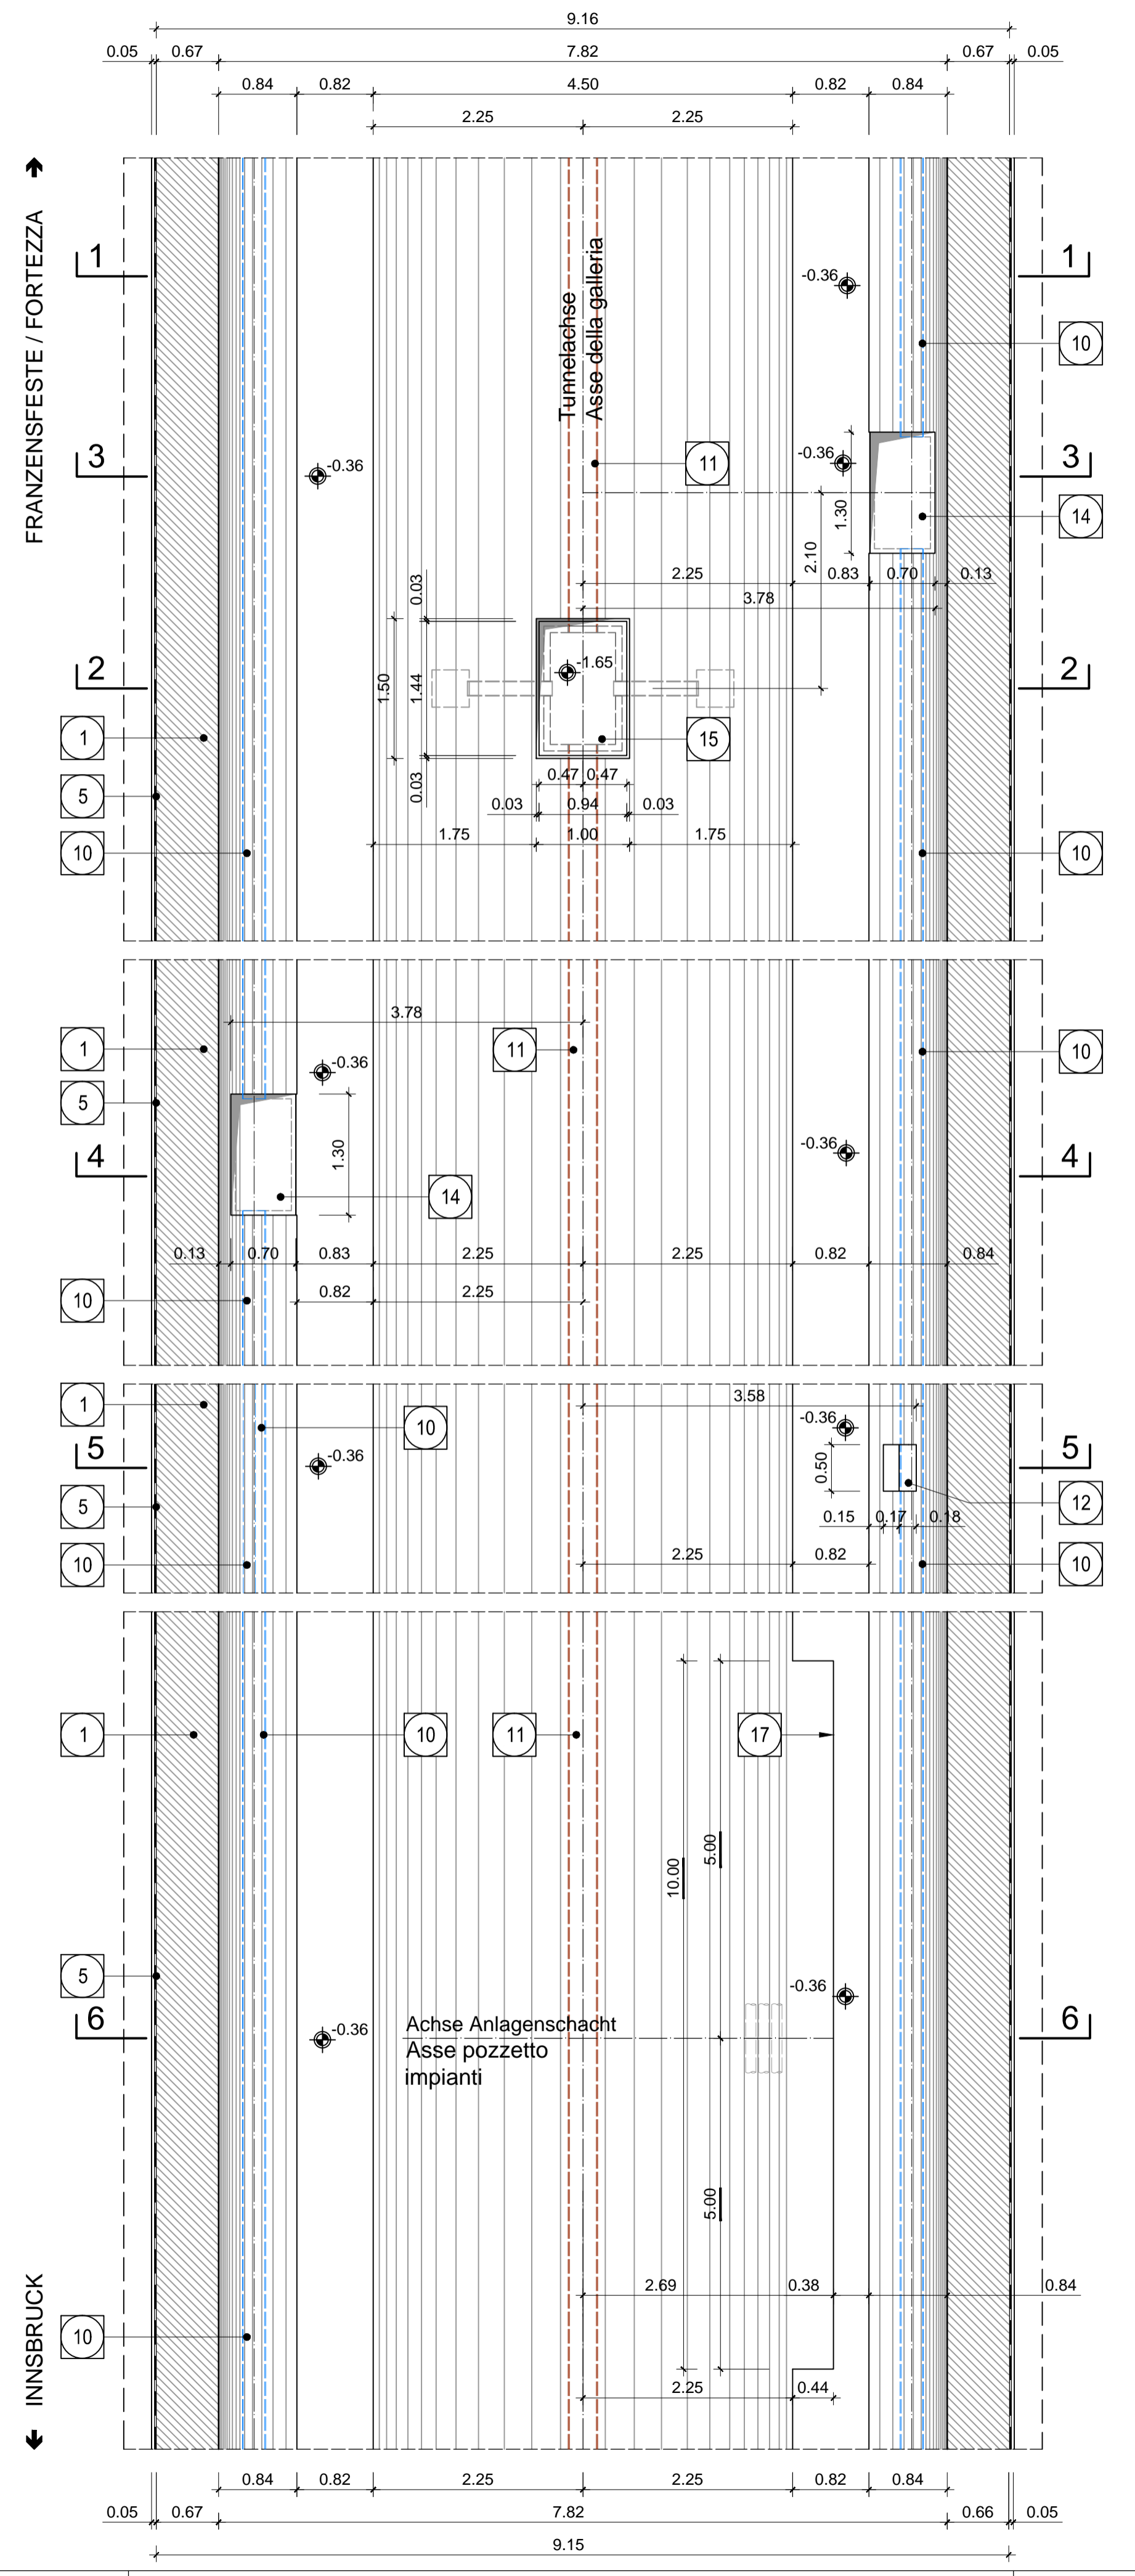 9.16
0.05 0.67 7.82 0.67 0.05
0.84 0.82 4.50 0.82 0.84
2.25 2.25
FRANZENSFESTE / FORTEZZA
Tunnelachse
Asse della galleria
1 1
-0.36
10
3 3
-0.36
-0.36
11
14
1.30
2.10
2.25 0.83 0.70 0.13
3.78
0.03
1.50
1.44
0.03
2 2
-1.65
1
15
5
0.47 0.47
0.03 0.94 0.03
1.75 1.00 1.75
10 10
3.78
1 11 10
-0.36
5
-0.36
4 4
1.30
14
0.13 0.70 0.83 2.25 2.25 0.82 0.84
10
0.82 2.25
3.58
1
10
-0.36
5 5
-0.36
0.50
5
12
0.15 0.17 0.18
10
2.25 0.82
10
1 10 11 17
10.00
5.00
5
-0.36
6 6
-0.36
Achse Anlagenschacht
Asse pozzetto
impianti
5.00
2.69 0.38 0.84
INNSBRUCK
10
2.25 0.44
0.84 0.82 2.25 2.25 0.82 0.84
0.05 0.67 7.82 0.66 0.05
9.15